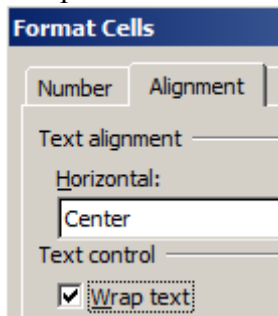 Format Cells
Number Alignment
Text alignment
Horizontal:
Center
Text control
Wrap text